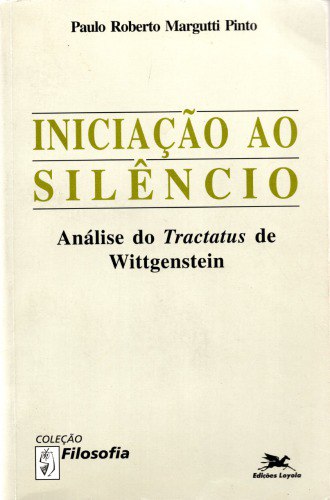 Paulo Roberto Margutti Pinto
INICIAÇÃO AO
SILÊNCIO
Análise do Tractatus de
Wittgenstein
COLEÇÃO
Filosofia
Edições Loyola